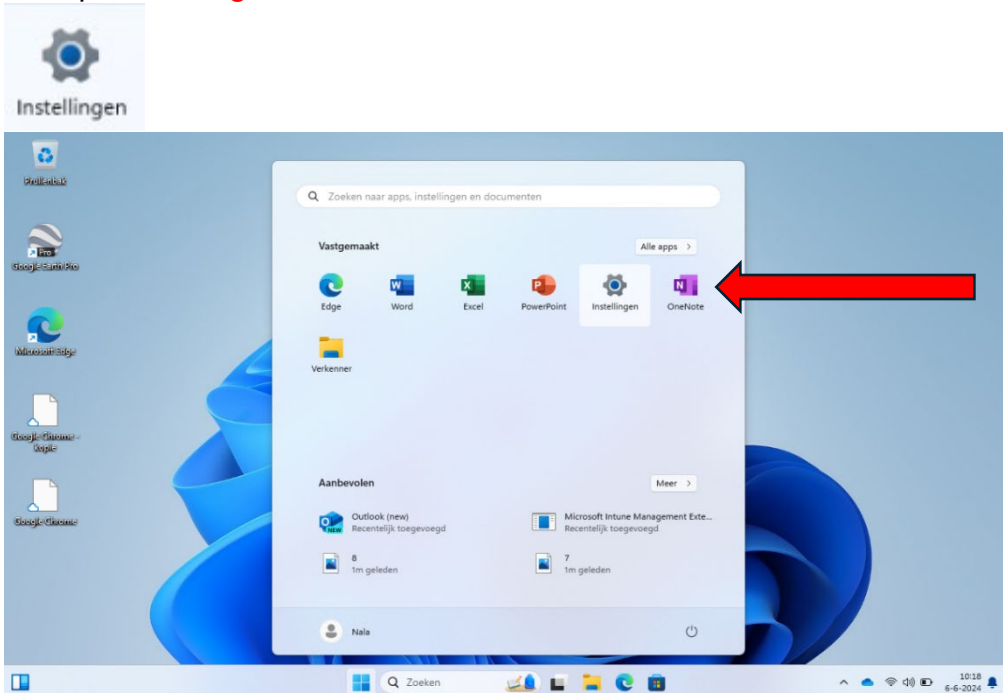 Instellingen
Prullenbak
Pro
Google Earth Pro
Microsoft Edge
Google Chrome -
kopie
Google Chrome
Zoeken naar apps, instellingen en documenten
Vastgemaakt
Alle apps >
Edge
Word
Excel
PowerPoint
Instellingen
OneNote
Verkenner
Aanbevolen
Meer >
Outlook (new)
Recentelijk toegevoegd
Microsoft Intune Management Exte...
Recentelijk toegevoegd
8
1m geleden
7
1m geleden
Nala
Zoeken
10:18
6-6-2024